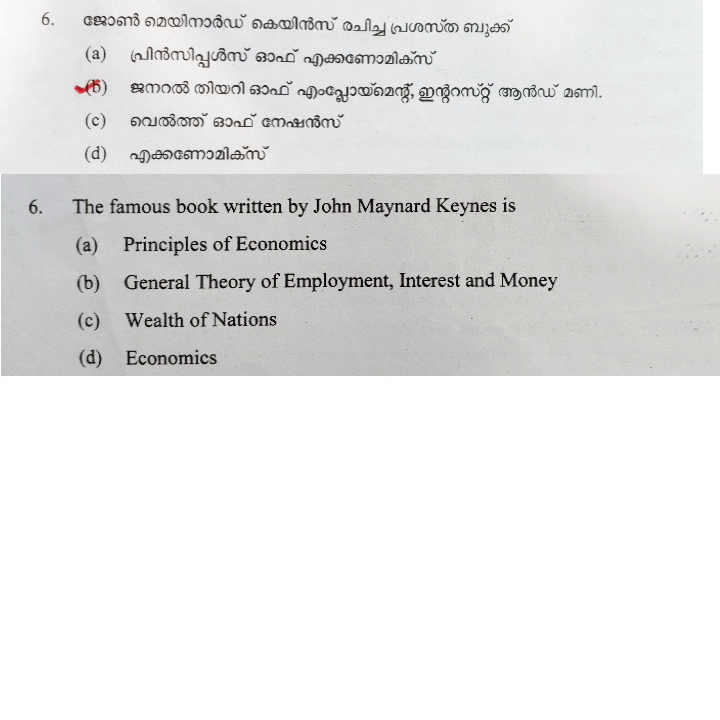 6. ജോൺ മെയിനാർഡ് കെയിൻസ് രചിച്ച പ്രശസ്ത ബുക്ക്
(a) പ്രിൻസിപ്പൾസ് ഓഫ് എക്കണോമിക്സ്
(b) ജനറൽ തിയറി ഓഫ് എംപ്ലോയ്മെന്റ്, ഇന്ററസ്റ്റ് ആൻഡ് മണി.
(c) വെൽത്ത് ഓഫ് നേഷൻസ്
(d) എക്കണോമിക്സ്
6. The famous book written by John Maynard Keynes is
(a) Principles of Economics
(b) General Theory of Employment, Interest and Money
(c) Wealth of Nations
(d) Economics